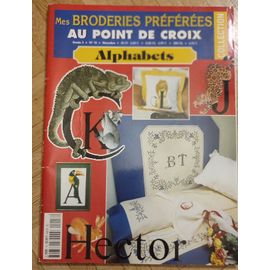 Mes BRODERIES PRÉFÉRÉES
AU POINT DE CROIX
COLLECTION
Alphabets
L
J
K
BT
A
Hector